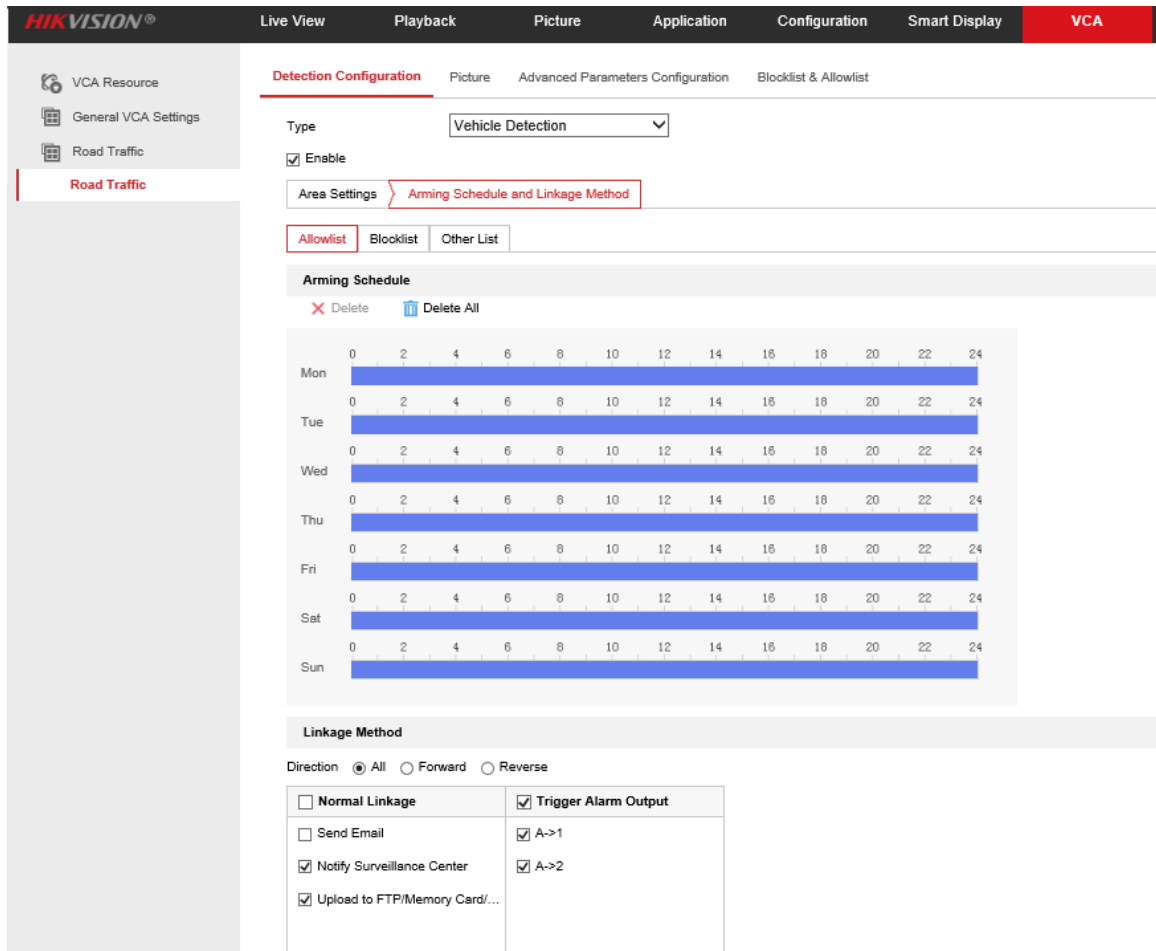 HIKVISION® Live View Playback Picture Application Configuration Smart Display VCA
VCA Resource
General VCA Settings
Road Traffic
Road Traffic
Detection Configuration Picture Advanced Parameters Configuration Blocklist & Allowlist
Type Vehicle Detection
Enable
Area Settings Arming Schedule and Linkage Method
Allowlist Blocklist Other List
Arming Schedule
Delete Delete All
0 2 4 6 8 10 12 14 16 18 20 22 24
Mon
0 2 4 6 8 10 12 14 16 18 20 22 24
Tue
0 2 4 6 8 10 12 14 16 18 20 22 24
Wed
0 2 4 6 8 10 12 14 16 18 20 22 24
Thu
0 2 4 6 8 10 12 14 16 18 20 22 24
Fri
0 2 4 6 8 10 12 14 16 18 20 22 24
Sat
0 2 4 6 8 10 12 14 16 18 20 22 24
Sun
Linkage Method
Direction All Forward Reverse
Normal Linkage Trigger Alarm Output
Send Email A->1
Notify Surveillance Center A->2
Upload to FTP/Memory Card/...